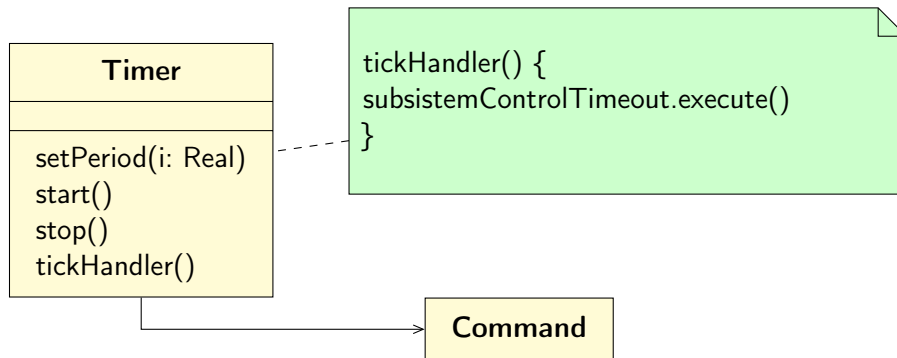 Timer
setPeriod(i: Real)
start()
stop()
tickHandler()
tickHandler() {
subsistemControlTimeout.execute()
}
Command